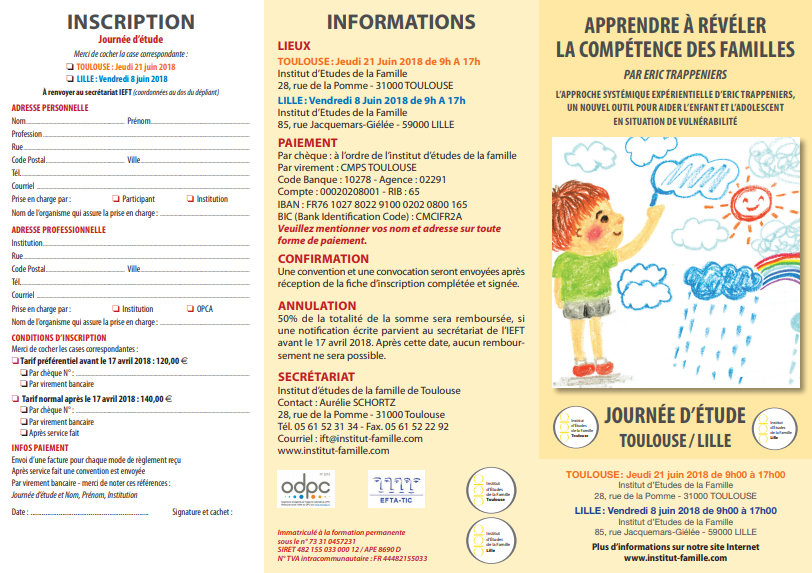 INSCRIPTION
Journée d'étude
Merci de cocher la case correspondante :
❏ TOULOUSE : Jeudi 21 juin 2018
❏ LILLE : Vendredi 8 juin 2018
À renvoyer au secrétariat IEFT (coordonnées au dos du dépliant)
ADRESSE PERSONNELLE
Nom Prénom
Profession
Rue
Code Postal Ville
Tél.
Courriel
Prise en charge par : ❏ Participant ❏ Institution
Nom de l'organisme qui assure la prise en charge :
ADRESSE PROFESSIONNELLE
Institution
Rue
Code Postal Ville
Tél.
Courriel
Prise en charge par : ❏ Institution ❏ OPCA
Nom de l'organisme qui assure la prise en charge :
CONDITIONS D'INSCRIPTION
Merci de cocher les cases correspondantes :
❏ Tarif préférentiel avant le 17 avril 2018 : 120,00 €
❏ Par chèque N° :
❏ Par virement bancaire
❏ Tarif normal après le 17 avril 2018 : 140,00 €
❏ Par chèque N° :
❏ Par virement bancaire
❏ Après service fait
INFOS PAIEMENT
Envoi d'une facture pour chaque mode de règlement reçu
Après service fait une convention est envoyée
Par virement bancaire - merci de noter ces références :
Journée d'étude et Nom, Prénom, Institution
Date : Signature et cachet :
INFORMATIONS
LIEUX
TOULOUSE : Jeudi 21 Juin 2018 de 9h A 17h
Institut d'Etudes de la Famille
28, rue de la Pomme - 31000 TOULOUSE
LILLE : Vendredi 8 Juin 2018 de 9h A 17h
Institut d'Etudes de la Famille
85, rue Jacquemars-Giélée - 59000 LILLE
PAIEMENT
Par chèque : à l'ordre de l'institut d'études de la famille
Par virement : CMPS TOULOUSE
Code Banque : 10278 - Agence : 02291
Compte : 00020208001 - RIB : 65
IBAN : FR76 1027 8022 9100 0202 0800 165
BIC (Bank Identification Code) : CMCIFR2A
Veuillez mentionner vos nom et adresse sur toute
forme de paiement.
CONFIRMATION
Une convention et une convocation seront envoyées après
réception de la fiche d'inscription complétée et signée.
ANNULATION
50% de la totalité de la somme sera remboursée, si
une notification écrite parvient au secrétariat de l'IEFT
avant le 17 avril 2018. Après cette date, aucun rembour-
sement ne sera possible.
SECRÉTARIAT
Institut d'études de la famille de Toulouse
Contact : Aurélie SCHORTZ
28, rue de la Pomme - 31000 Toulouse
Tél. 05 61 52 31 34 - Fax. 05 61 52 22 92
Courriel : ift@institut-famille.com
www.institut-famille.com
odpc
EFTA-TIC
Institut
d'Études
de la Famille
Toulouse
Institut
d'Études
de la Famille
Lille
Immatriculé à la formation permanente
sous le n° 73 31 0457231
SIRET 482 155 033 000 12 / APE 8690 D
N° TVA intracommunautaire : FR 44482155033
APPRENDRE À RÉVÉLER
LA COMPÉTENCE DES FAMILLES
PAR ERIC TRAPPENIERS
L'APPROCHE SYSTÉMIQUE EXPÉRIENTIELLE D'ERIC TRAPPENIERS,
UN NOUVEL OUTIL POUR AIDER L'ENFANT ET L'ADOLESCENT
EN SITUATION DE VULNÉRABILITÉ
Institut
d'Études
de la Famille
Toulouse
JOURNÉE D'ÉTUDE
TOULOUSE / LILLE
Institut
d'Études
de la Famille
Lille
TOULOUSE : Jeudi 21 juin 2018 de 9h00 à 17h00
Institut d'Etudes de la Famille
28, rue de la Pomme - 31000 TOULOUSE
LILLE : Vendredi 8 juin 2018 de 9h00 à 17h00
Institut d'Etudes de la Famille
85, rue Jacquemars-Giélée - 59000 LILLE
Plus d'informations sur notre site Internet
www.institut-famille.com